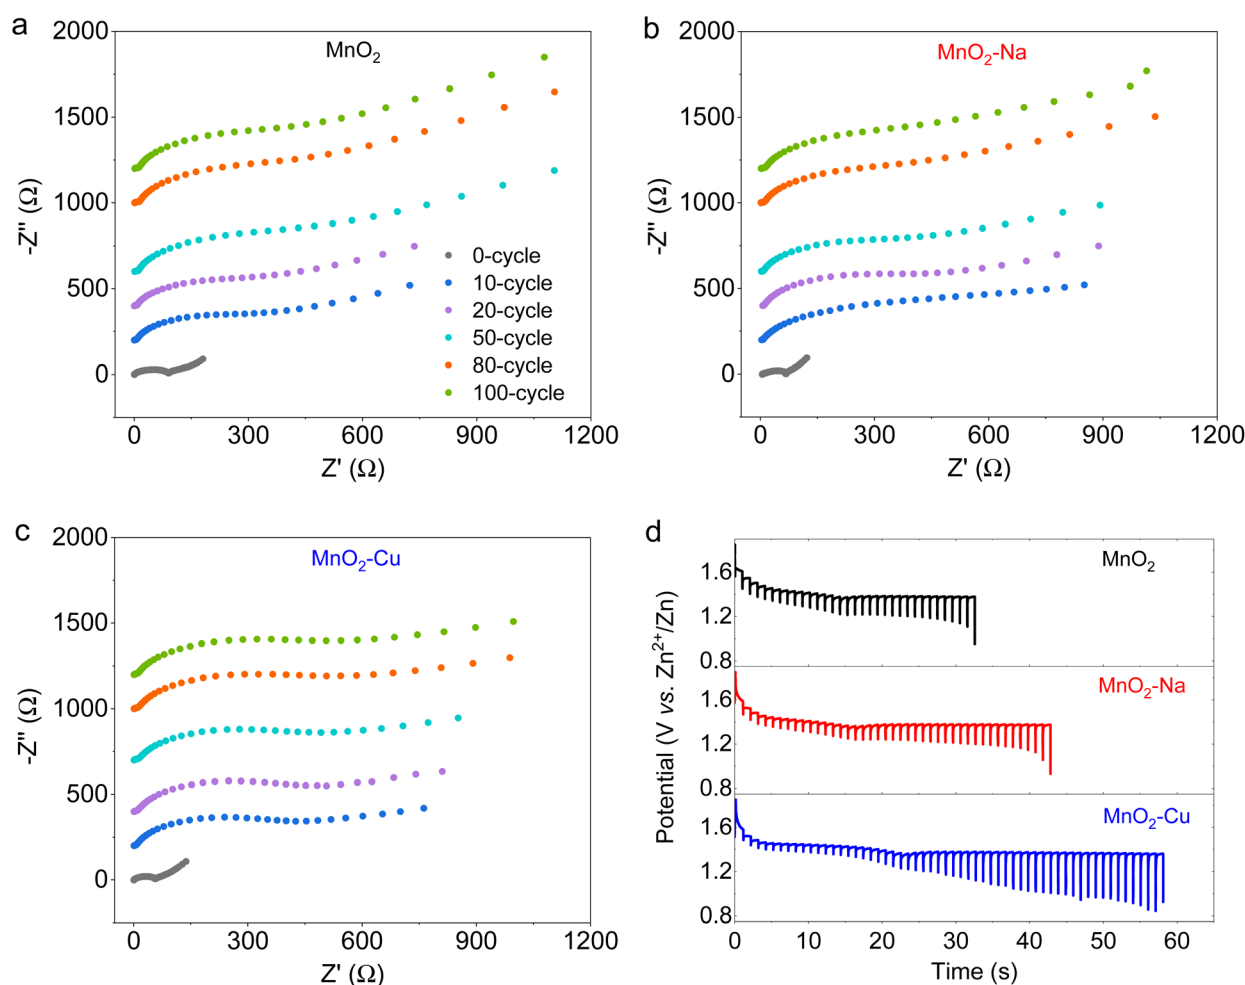 a
MnO2
2000
1500
1000
500
0
-Z'' (Ω)
0-cycle
10-cycle
20-cycle
50-cycle
80-cycle
100-cycle
0 300 600 900 1200
Z' (Ω)
b
MnO2-Na
2000
1500
1000
500
0
-Z'' (Ω)
0 300 600 900 1200
Z' (Ω)
c
MnO2-Cu
2000
1500
1000
500
0
-Z'' (Ω)
0 300 600 900 1200
Z' (Ω)
d
Potential (V vs. Zn2+/Zn)
MnO2
1.6
1.2
0.8
MnO2-Na
1.6
1.2
0.8
MnO2-Cu
1.6
1.2
0.8
0 10 20 30 40 50 60
Time (s)